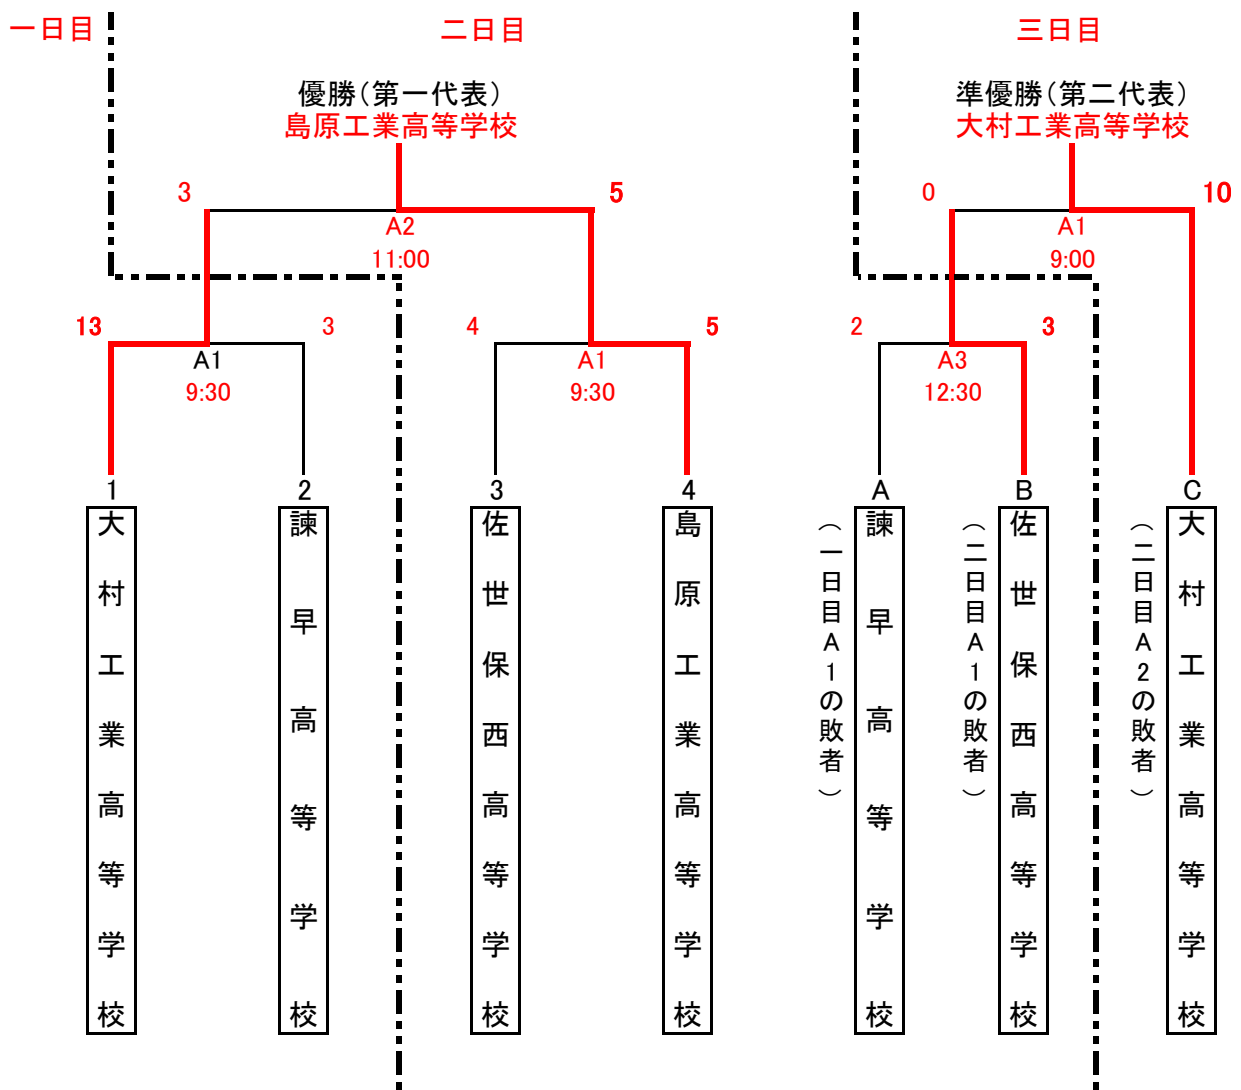 一日目
二日目
三日目
優勝(第一代表)
島原工業高等学校
準優勝(第二代表)
大村工業高等学校
3
5
0
10
A2
11:00
A1
9:00
13
3
4
5
2
3
A1
9:30
A1
9:30
A3
12:30
1
2
3
4
A
B
C
大村工業高等学校
諫早高等学校
佐世保西高等学校
島原工業高等学校
(一日目A1の敗者)
諫早高等学校
(二日目A1の敗者)
佐世保西高等学校
(二日目A2の敗者)
大村工業高等学校